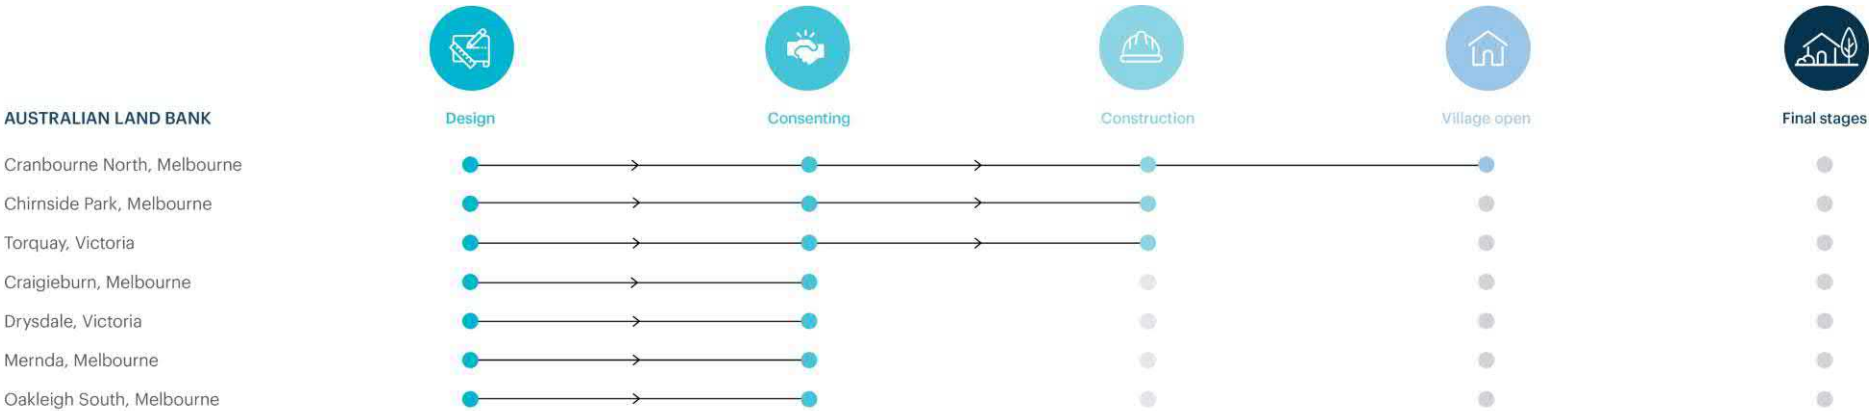 AUSTRALIAN LAND BANK Design Consenting Construction Village open Final stages
Cranbourne North, Melbourne
Chirnside Park, Melbourne
Torquay, Victoria
Craigieburn, Melbourne
Drysdale, Victoria
Mernda, Melbourne
Oakleigh South, Melbourne